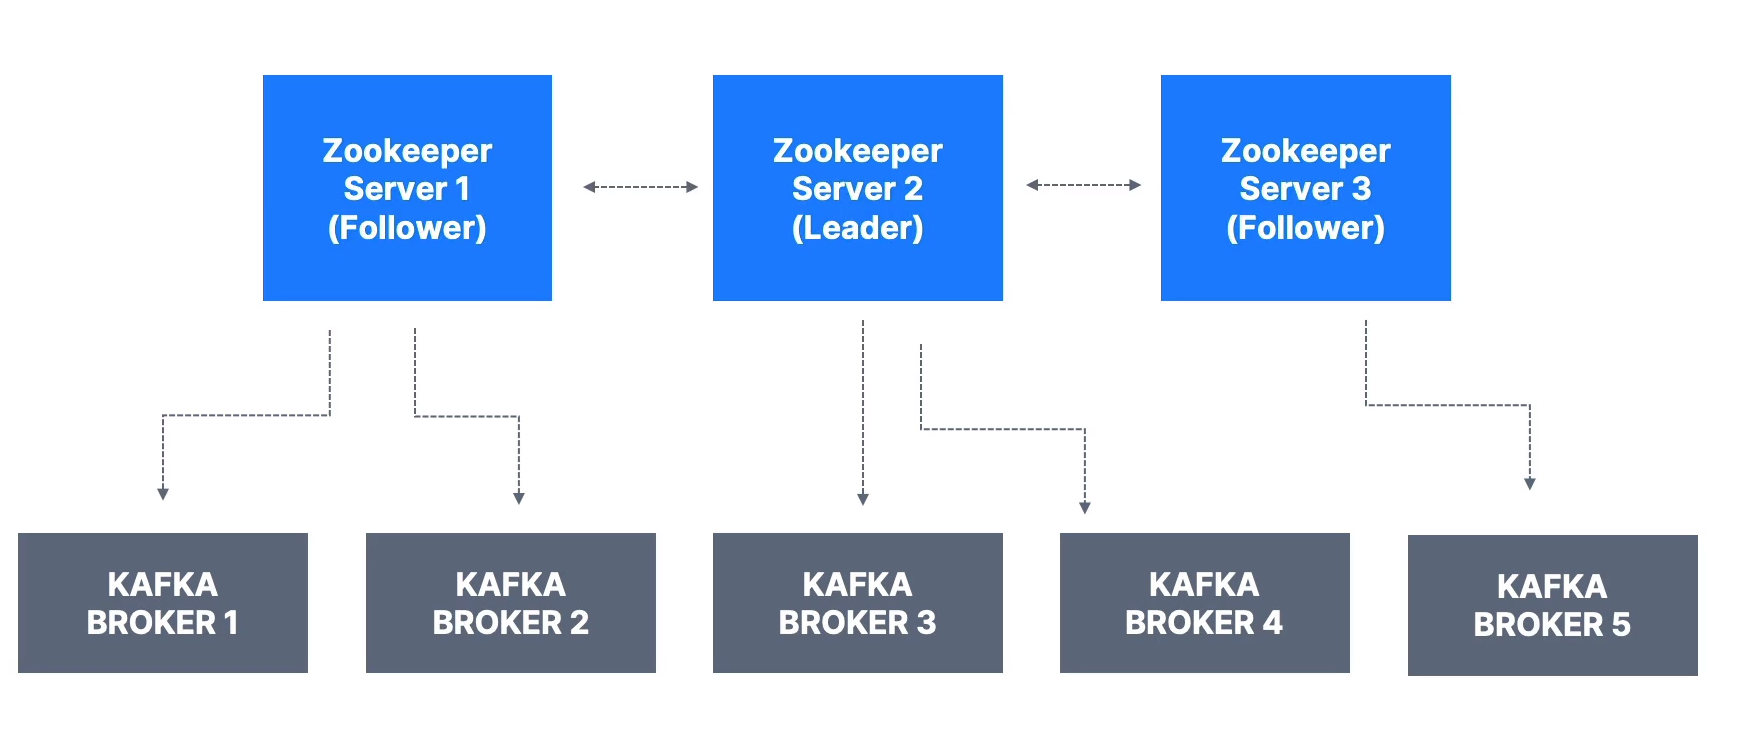 Zookeeper
Server 1
(Follower)
Zookeeper
Server 2
(Leader)
Zookeeper
Server 3
(Follower)
KAFKA
BROKER 1
KAFKA
BROKER 2
KAFKA
BROKER 3
KAFKA
BROKER 4
KAFKA
BROKER 5